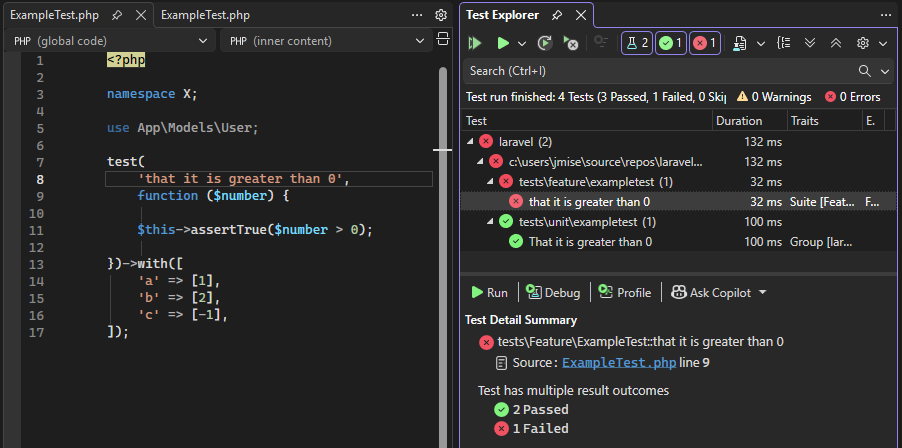 ExampleTest.php
ExampleTest.php
PHP (global code)
PHP (inner content)
1 <?php
2
3 namespace X;
4
5 use App\Models\User;
6
7 test(
8 'that it is greater than 0',
9 function ($number) {
10
11 $this->assertTrue($number > 0);
12
13 })->with([
14 'a' => [1],
15 'b' => [2],
16 'c' => [-1],
17 ]);
Test Explorer
2 1 1
Search (Ctrl+I)
Test run finished: 4 Tests (3 Passed, 1 Failed, 0 Skip 0 Warnings 0 Errors
Test Duration Traits E.
laravel (2) 132 ms
c:\users\jmise\source\repos\laravel... 132 ms
tests\feature\exampletest (1) 32 ms
that it is greater than 0 32 ms Suite [Feat... F...
tests\unit\exampletest (1) 100 ms
That it is greater than 0 100 ms Group [lar...
Run Debug Profile Ask Copilot
Test Detail Summary
tests\Feature\ExampleTest::that it is greater than 0
Source: ExampleTest.php line 9
Test has multiple result outcomes
2 Passed
1 Failed